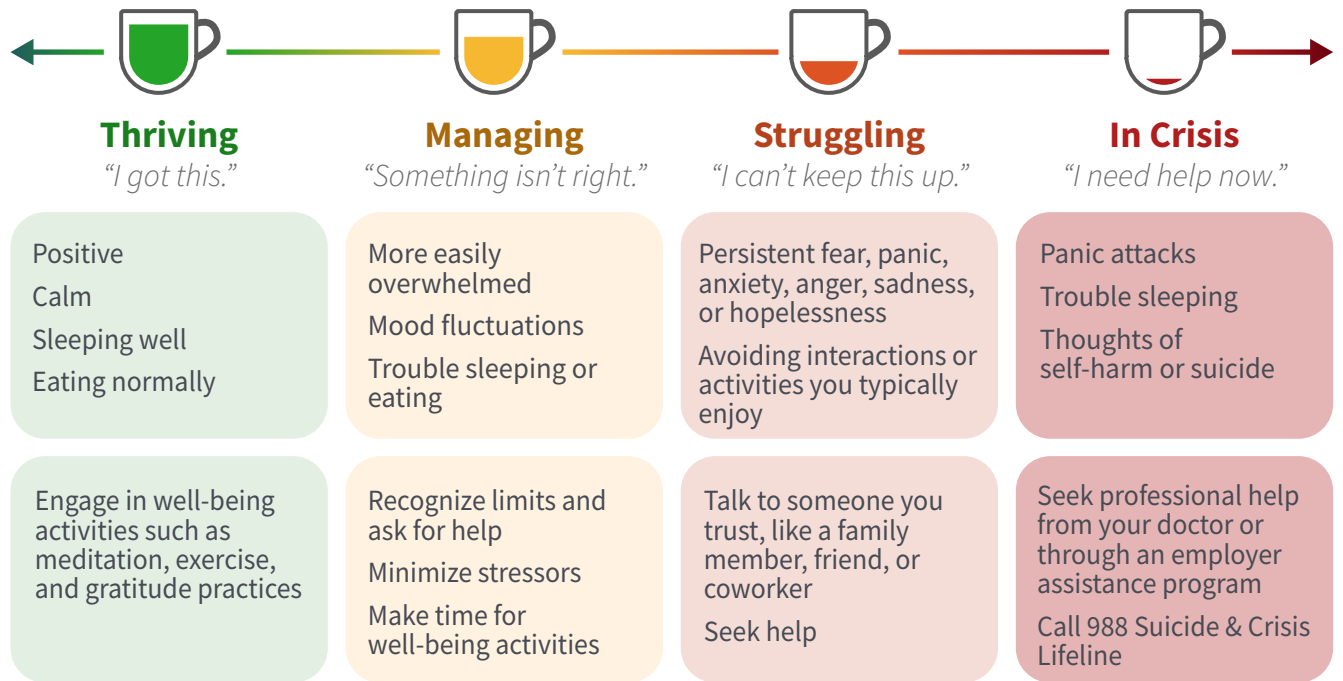 Thriving
“I got this.”
Positive
Calm
Sleeping well
Eating normally
Engage in well-being
activities such as
meditation, exercise,
and gratitude practices
Managing
“Something isn’t right.”
More easily
overwhelmed
Mood fluctuations
Trouble sleeping or
eating
Recognize limits and
ask for help
Minimize stressors
Make time for
well-being activities
Struggling
“I can’t keep this up.”
Persistent fear, panic,
anxiety, anger, sadness,
or hopelessness
Avoiding interactions or
activities you typically
enjoy
Talk to someone you
trust, like a family
member, friend, or
coworker
Seek help
In Crisis
“I need help now.”
Panic attacks
Trouble sleeping
Thoughts of
self-harm or suicide
Seek professional help
from your doctor or
through an employer
assistance program
Call 988 Suicide & Crisis
Lifeline